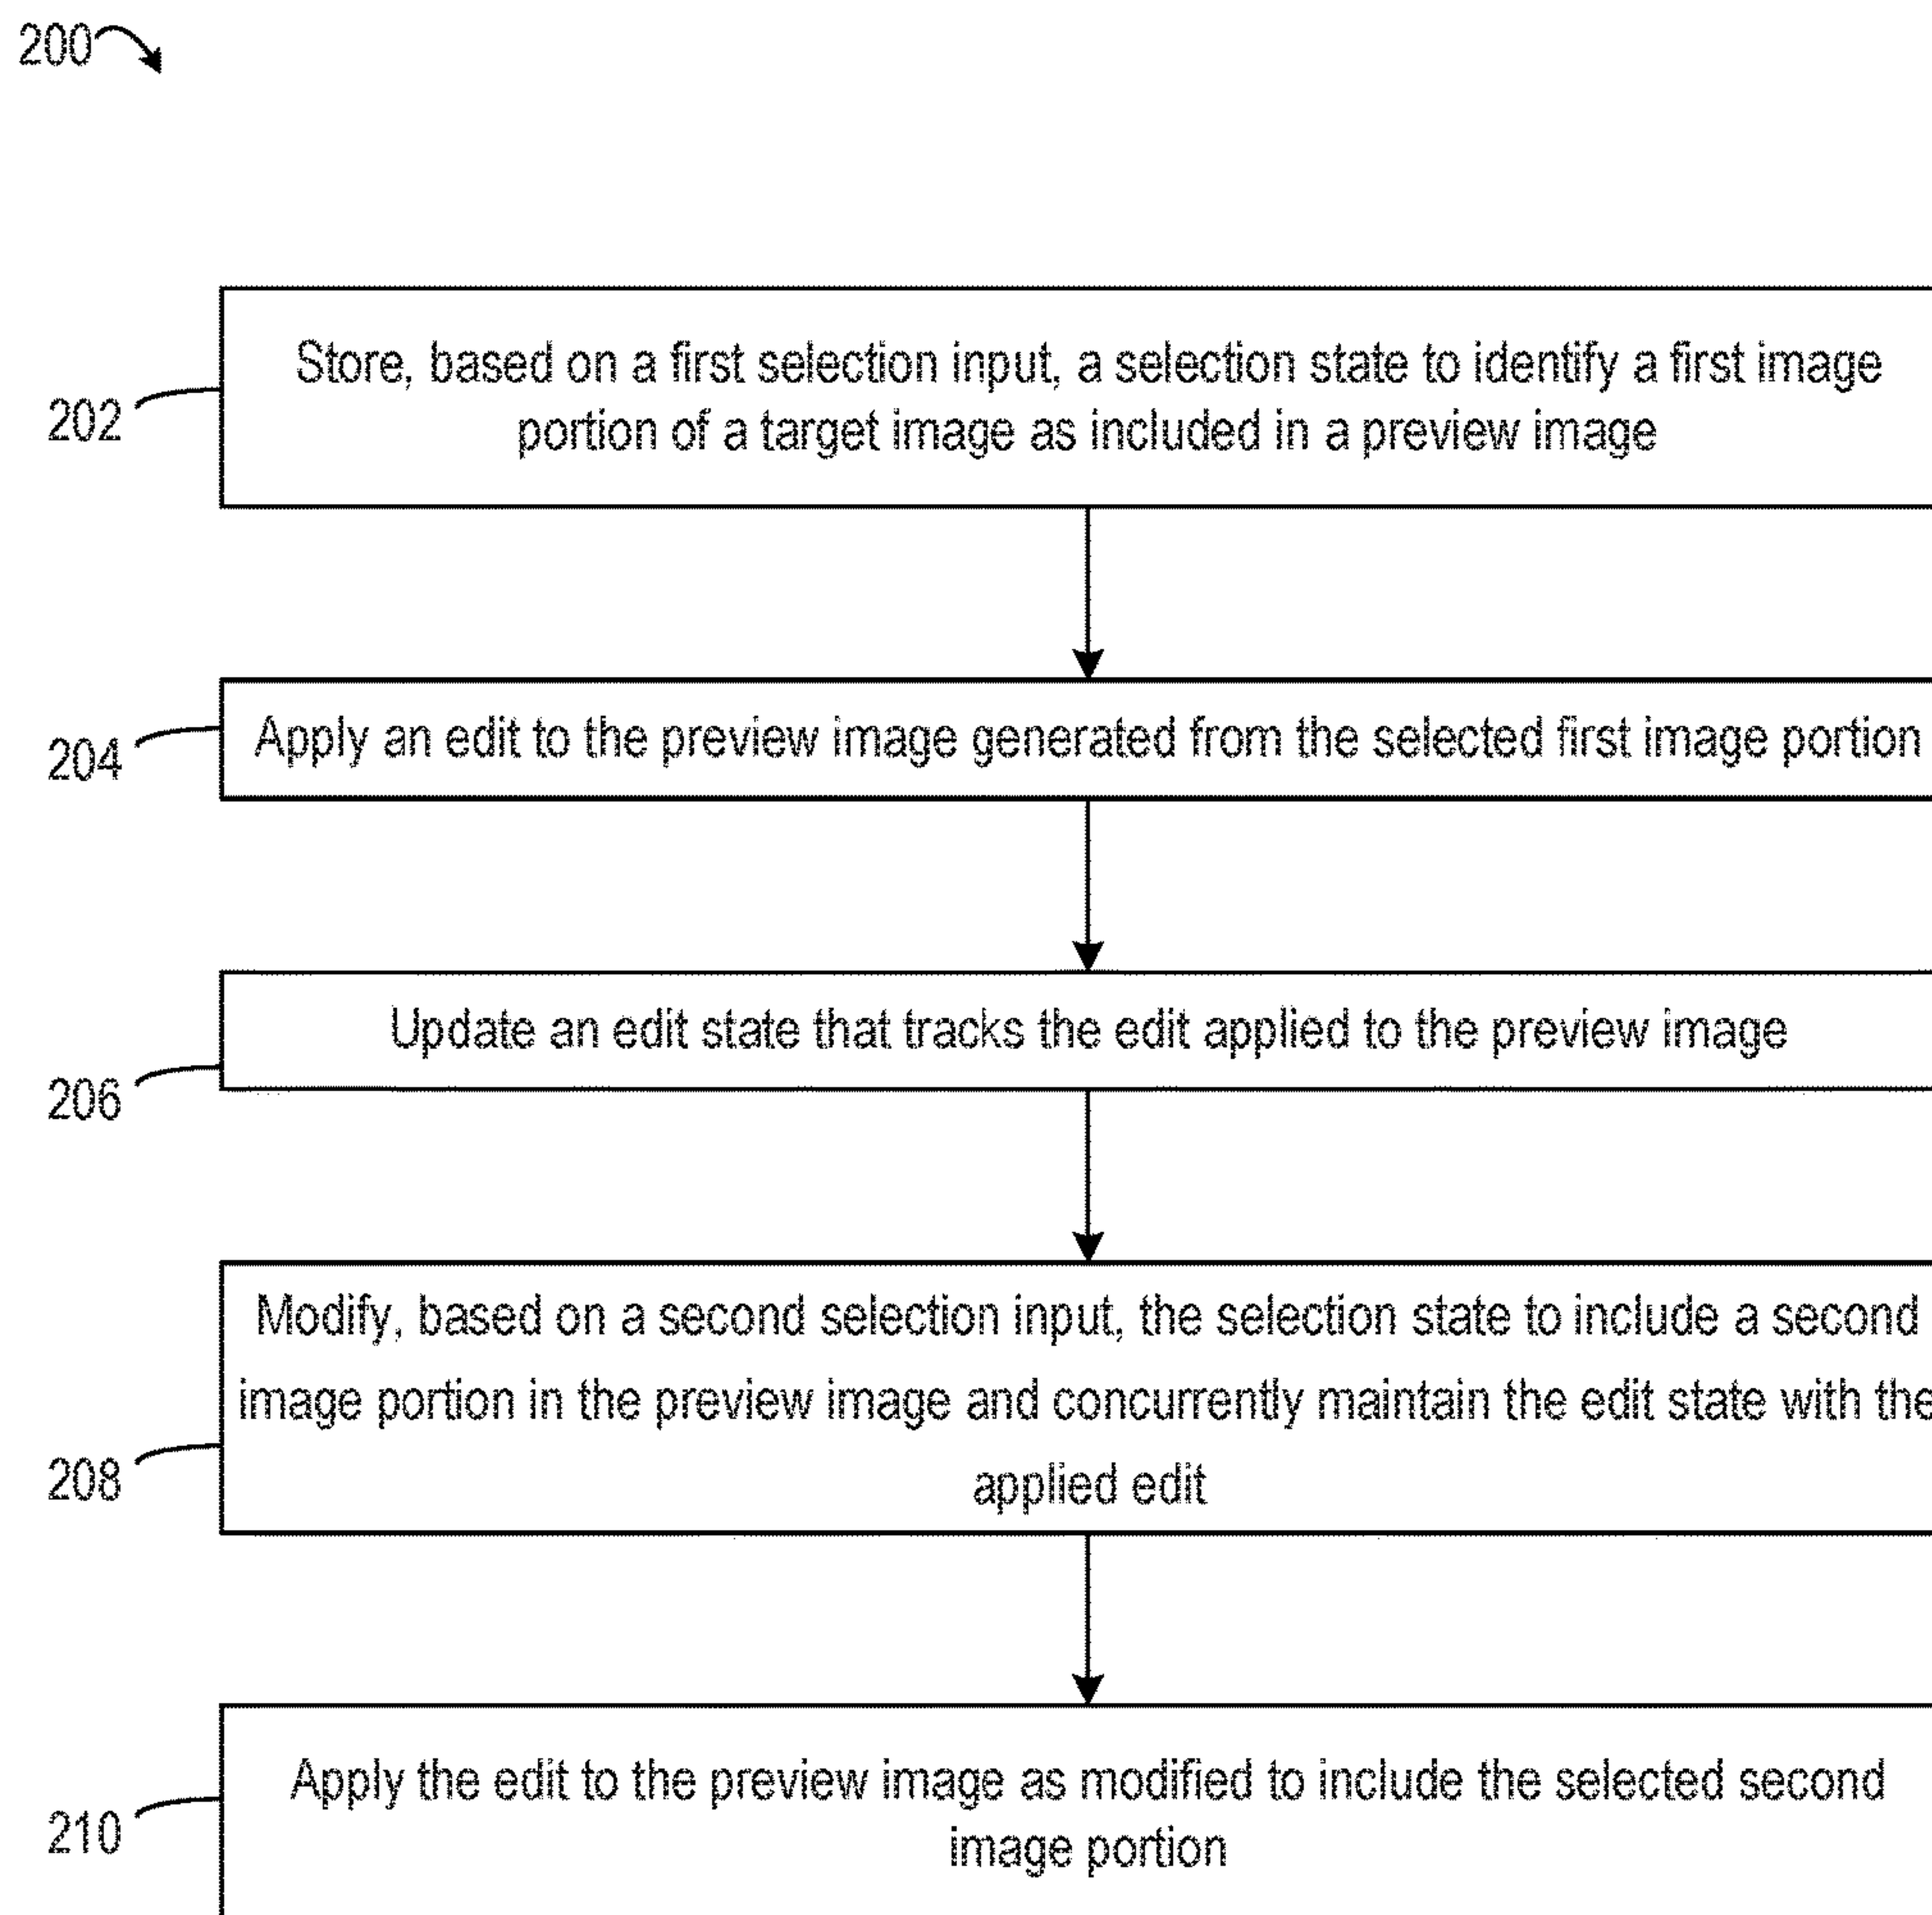 200
Store, based on a first selection input, a selection state to identify a first image
portion of a target image as included in a preview image
202
Apply an edit to the preview image generated from the selected first image portion
204
Update an edit state that tracks the edit applied to the preview image
206
Modify, based on a second selection input, the selection state to include a second
image portion in the preview image and concurrently maintain the edit state with the
applied edit
208
Apply the edit to the preview image as modified to include the selected second
image portion
210